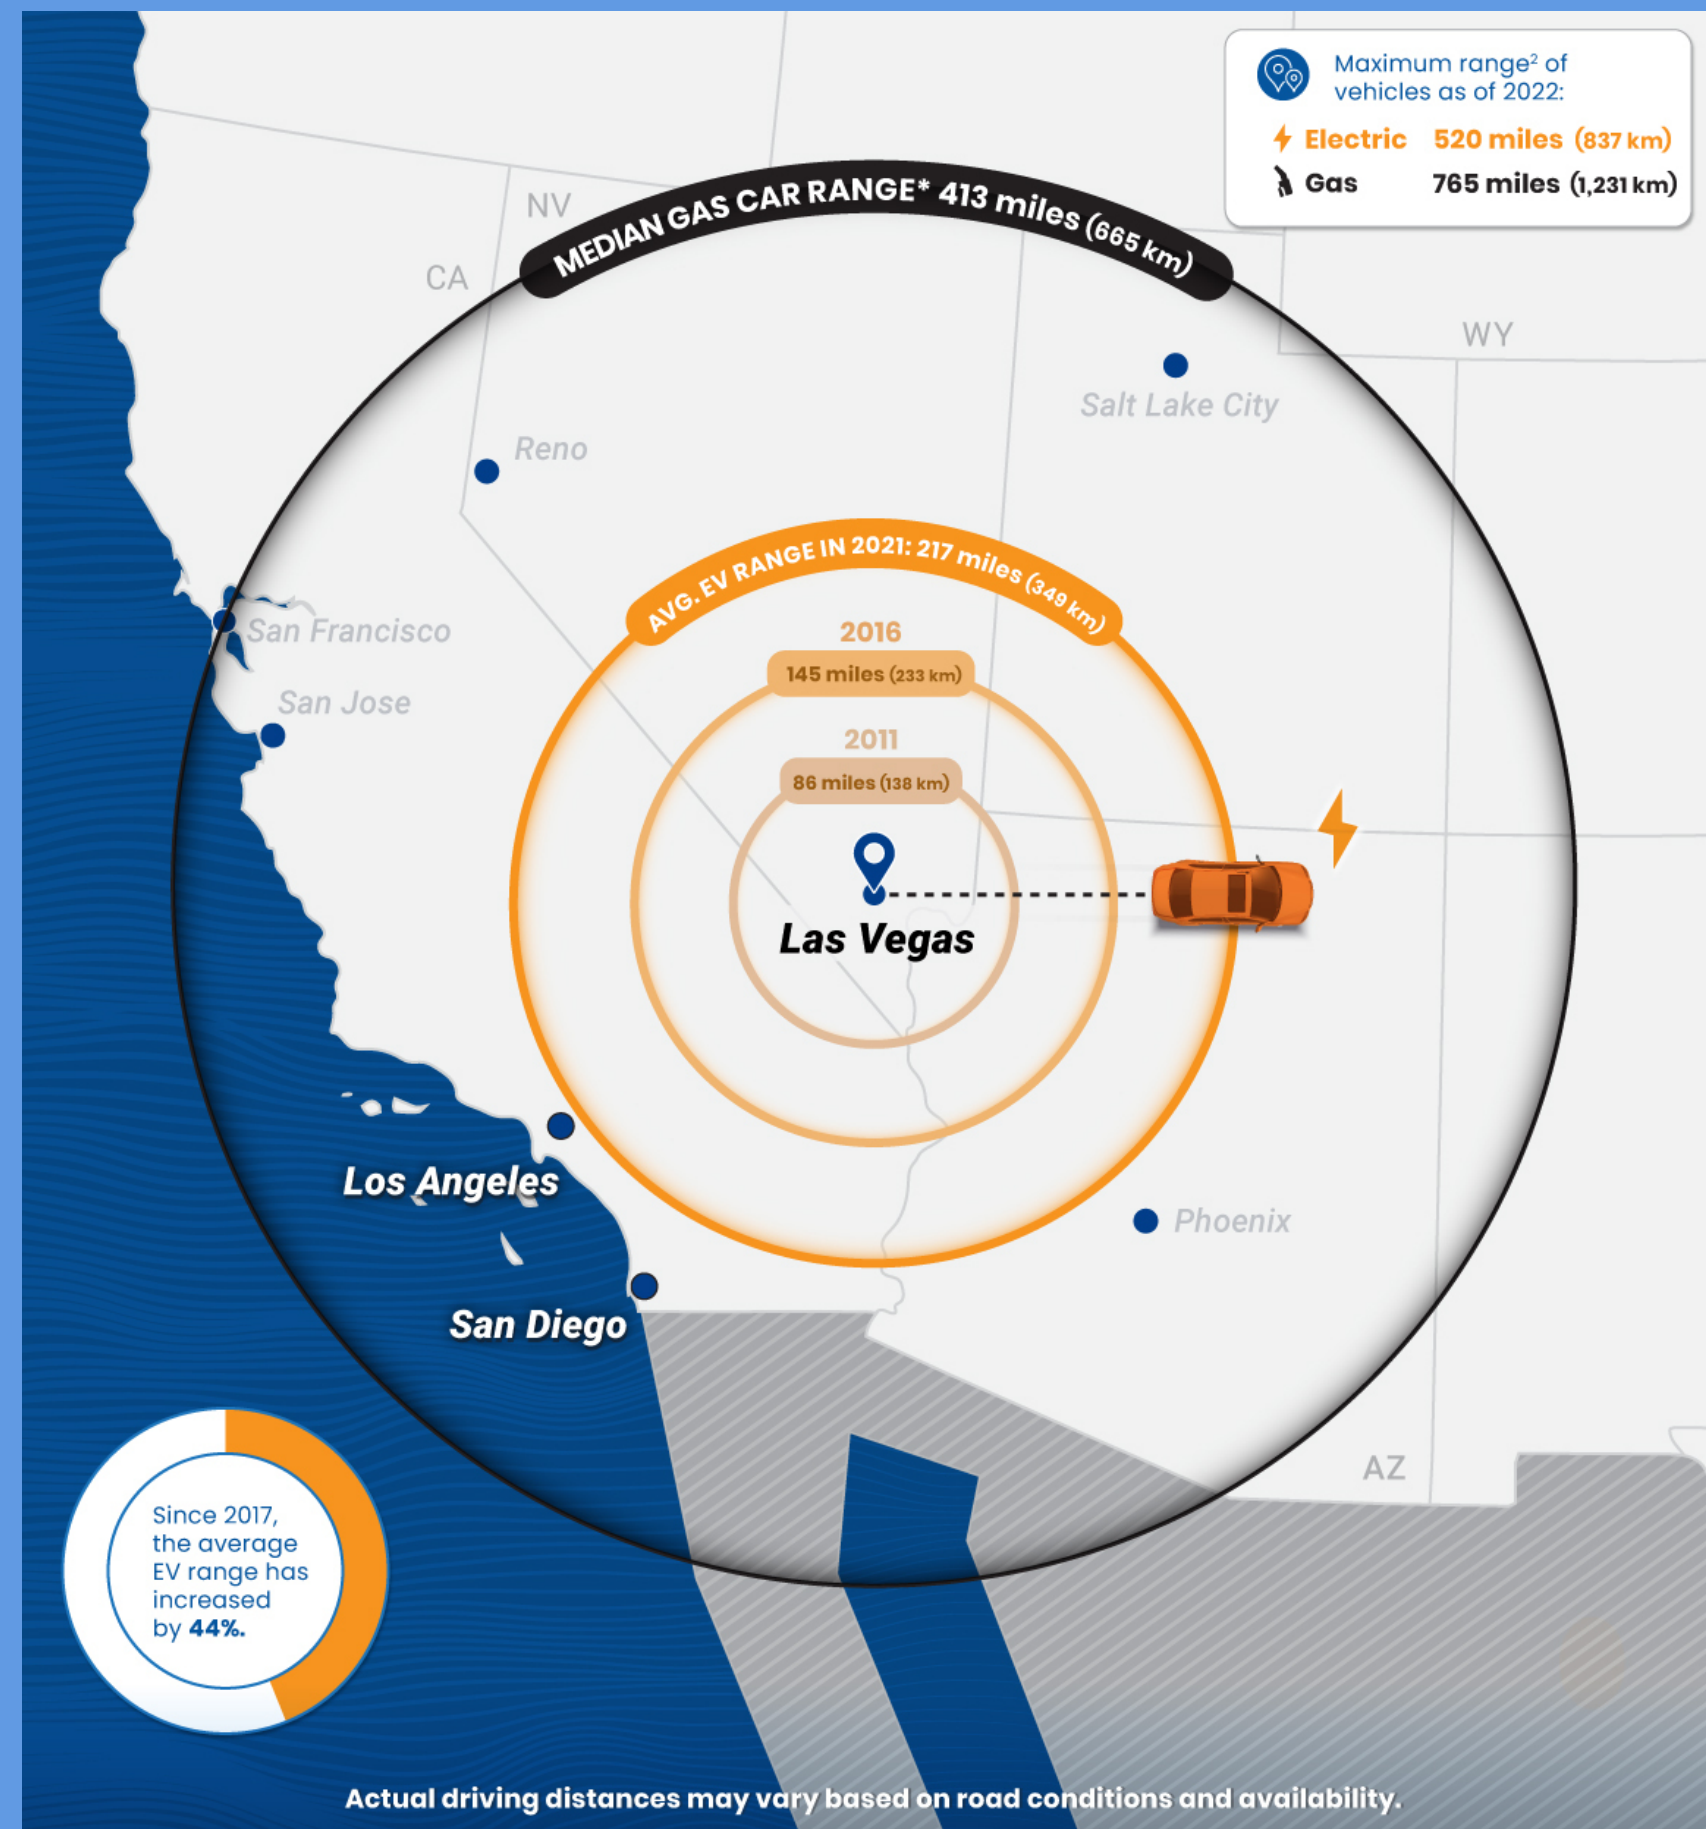 Maximum range² of
vehicles as of 2022:
Electric 520 miles (837 km)
Gas 765 miles (1,231 km)
MEDIAN GAS CAR RANGE* 413 miles (665 km)
NV
CA
WY
Salt Lake City
Reno
AVG. EV RANGE IN 2021: 217 miles (349 km)
2016
145 miles (233 km)
San Francisco
San Jose
2011
86 miles (138 km)
Las Vegas
Los Angeles
Phoenix
San Diego
AZ
Since 2017,
the average
EV range has
increased
by 44%.
Actual driving distances may vary based on road conditions and availability.